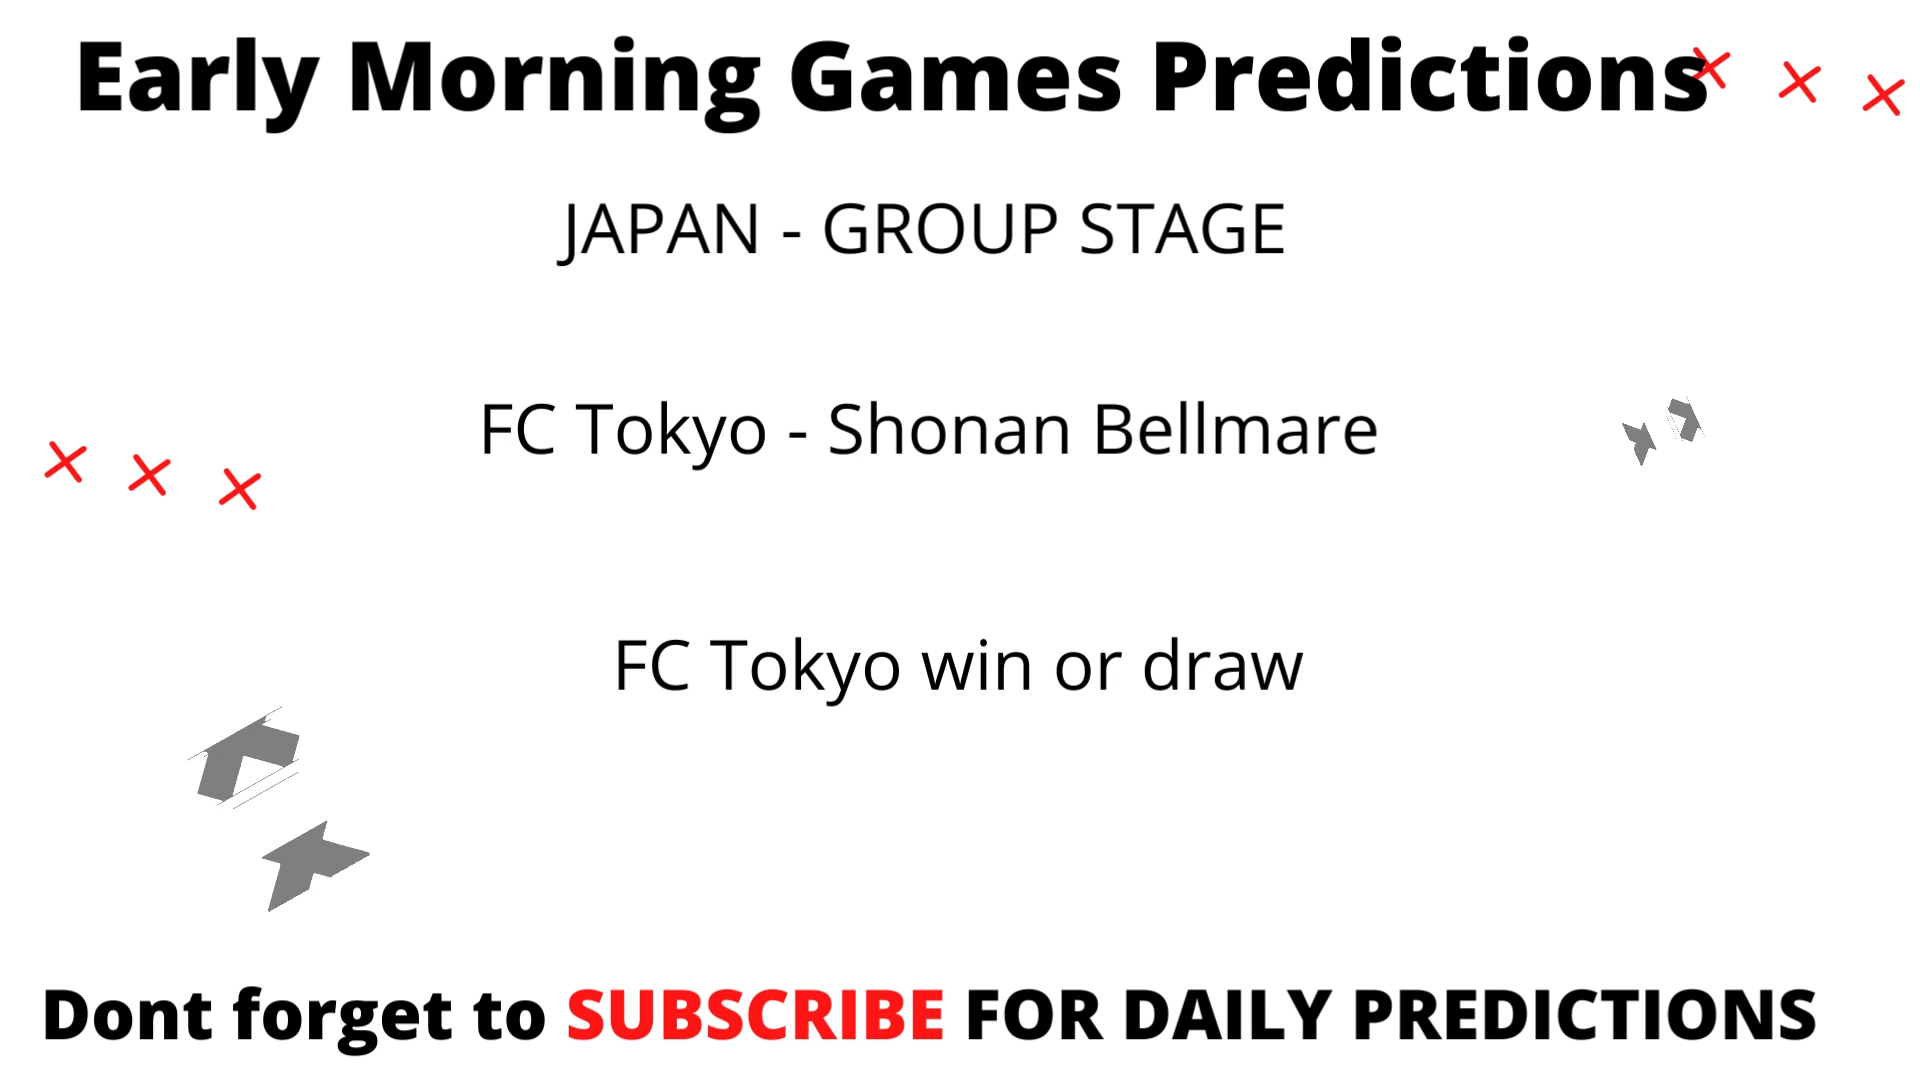 Early Morning Games Predictions
JAPAN - GROUP STAGE
FC Tokyo - Shonan Bellmare
FC Tokyo win or draw
Dont forget to SUBSCRIBE FOR DAILY PREDICTIONS